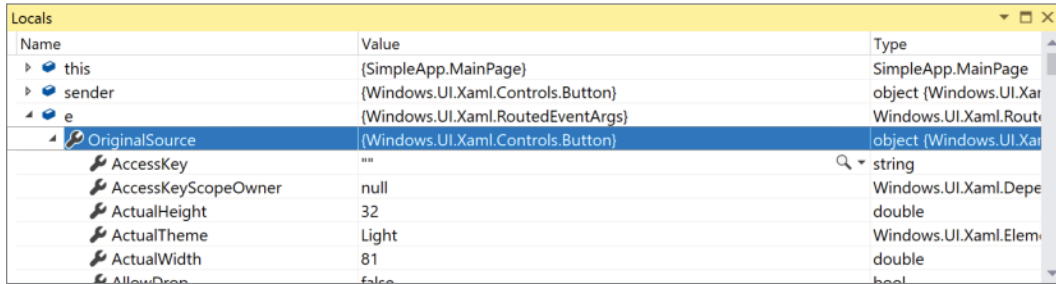 Locals
Name Value Type
this {SimpleApp.MainPage} SimpleApp.MainPage
sender {Windows.UI.Xaml.Controls.Button} object {Windows.UI.Xar
e {Windows.UI.Xaml.RoutedEventArgs} Windows.UI.Xaml.Route
OriginalSource {Windows.UI.Xaml.Controls.Button} object {Windows.UI.Xar
AccessKey "" string
AccessKeyScopeOwner null Windows.UI.Xaml.Depe
ActualHeight 32 double
ActualTheme Light Windows.UI.Xaml.Elem
ActualWidth 81 double
AllowDrop false bool